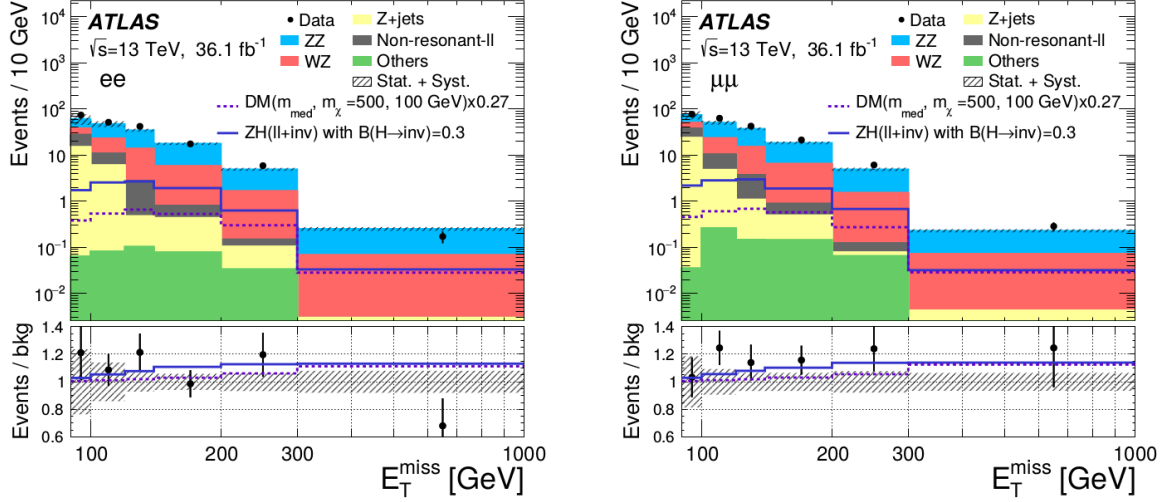 ATLAS
√s=13 TeV, 36.1 fb⁻¹
ee
Data
ZZ
WZ
Z+jets
Non-resonant-ll
Others
Stat. + Syst.
DM(m_med, m_χ =500, 100 GeV)x0.27
ZH(ll+inv) with B(H→inv)=0.3
Events / 10 GeV
10⁴
10³
10²
10
1
10⁻¹
10⁻²
Events / bkg
1.4
1.2
1
0.8
0.6
100 200 300 1000
E_T^miss [GeV]
ATLAS
√s=13 TeV, 36.1 fb⁻¹
μμ
Data
ZZ
WZ
Z+jets
Non-resonant-ll
Others
Stat. + Syst.
DM(m_med, m_χ =500, 100 GeV)x0.27
ZH(ll+inv) with B(H→inv)=0.3
Events / 10 GeV
10⁴
10³
10²
10
1
10⁻¹
10⁻²
Events / bkg
1.4
1.2
1
0.8
0.6
100 200 300 1000
E_T^miss [GeV]